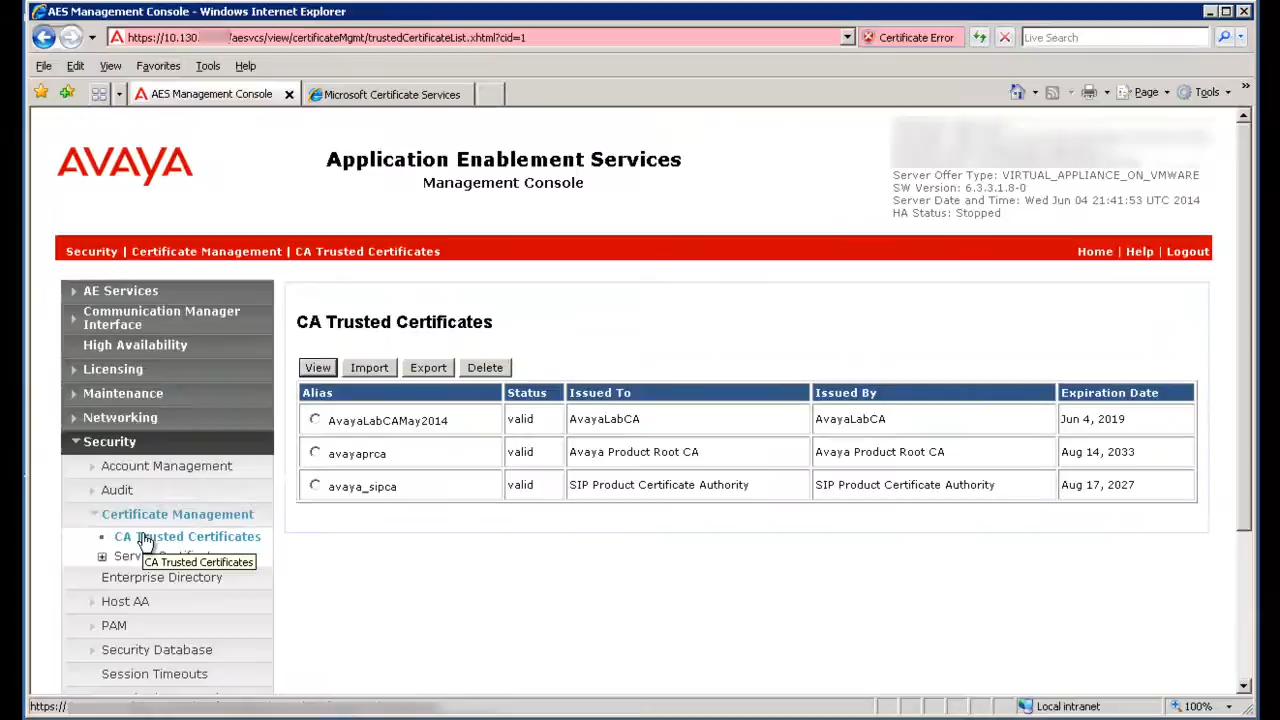 AES Management Console - Windows Internet Explorer
https://10.130. /aesvcs/view/certificateMgmt/trustedCertificateList.xhtml?cid=1
Certificate Error
Live Search
File Edit View Favorites Tools Help
AES Management Console
Microsoft Certificate Services
Page
Tools
AVAYA
Application Enablement Services
Management Console
Server Offer Type: VIRTUAL_APPLIANCE_ON_VMWARE
SW Version: 6.3.3.1.8-0
Server Date and Time: Wed Jun 04 21:41:53 UTC 2014
HA Status: Stopped
Security | Certificate Management | CA Trusted Certificates
Home | Help | Logout
AE Services
Communication Manager
Interface
High Availability
Licensing
Maintenance
Networking
Security
Account Management
Audit
Certificate Management
CA Trusted Certificates
CA Trusted Certificates
Enterprise Directory
Host AA
PAM
Security Database
Session Timeouts
CA Trusted Certificates
View Import Export Delete
Alias Status Issued To Issued By Expiration Date
AvayaLabCAMay2014 valid AvayaLabCA AvayaLabCA Jun 4, 2019
avayaprca valid Avaya Product Root CA Avaya Product Root CA Aug 14, 2033
avaya_sipca valid SIP Product Certificate Authority SIP Product Certificate Authority Aug 17, 2027
https://
Local intranet
100%